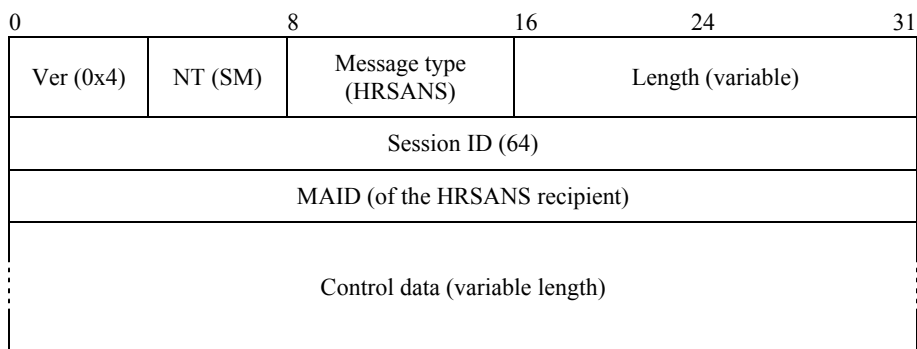 0 8 16 24 31
Ver (0x4) NT (SM) Message type (HRSANS) Length (variable)
Session ID (64)
MAID (of the HRSANS recipient)
Control data (variable length)